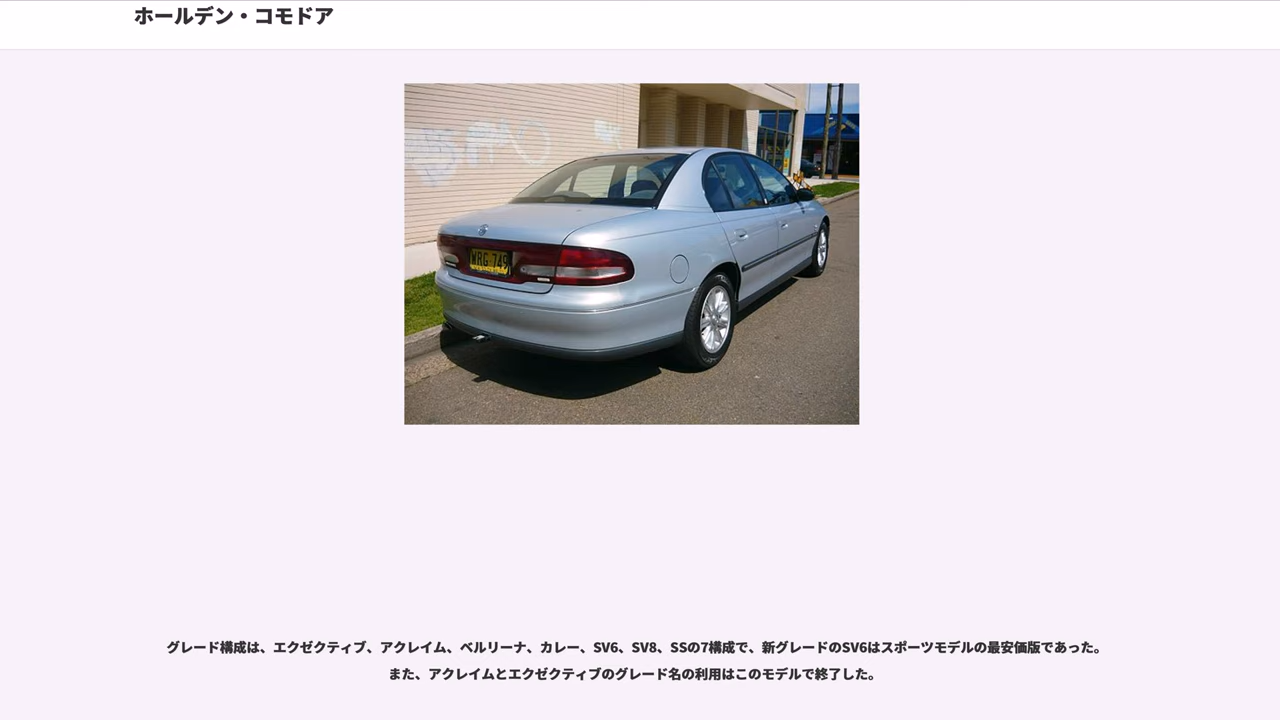 ホールデン・コモドア
WRG·749
グレード構成は、エクゼクティブ、アクレイム、ベルリーナ、カレー、SV6、SV8、SSの7構成で、新グレードのSV6はスポーツモデルの最安価版であった。
また、アクレイムとエクゼクティブのグレード名の利用はこのモデルで終了した。